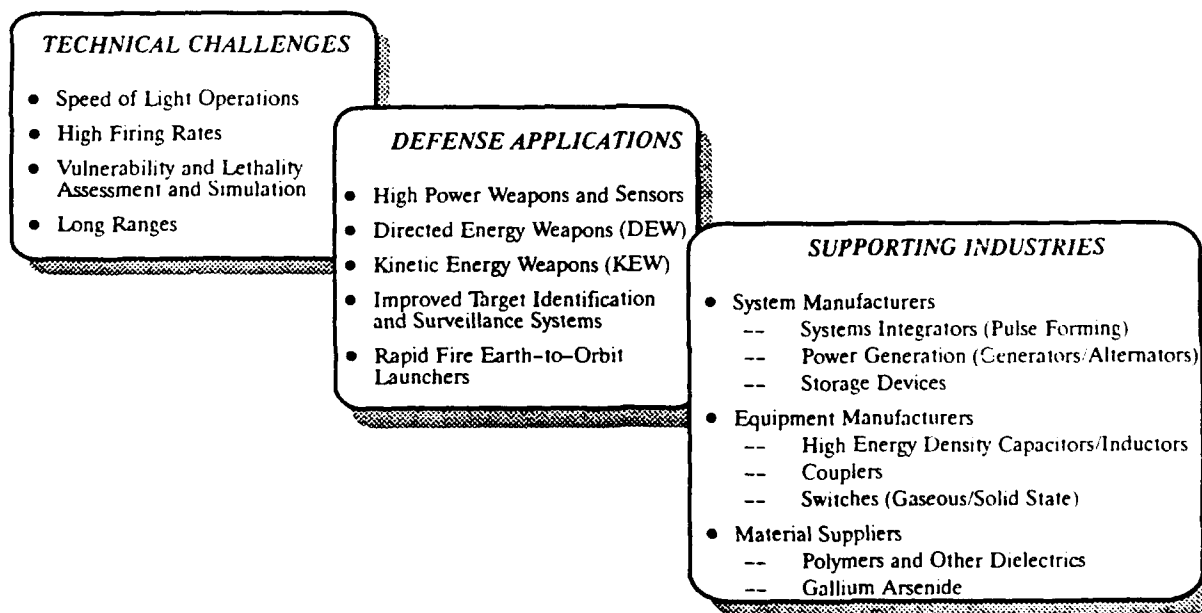 TECHNICAL CHALLENGES
● Speed of Light Operations
● High Firing Rates
● Vulnerability and Lethality
Assessment and Simulation
● Long Ranges
DEFENSE APPLICATIONS
● High Power Weapons and Sensors
● Directed Energy Weapons (DEW)
● Kinetic Energy Weapons (KEW)
● Improved Target Identification
and Surveillance Systems
● Rapid Fire Earth-to-Orbit
Launchers
SUPPORTING INDUSTRIES
● System Manufacturers
-- Systems Integrators (Pulse Forming)
-- Power Generation (Generators/Alternators)
-- Storage Devices
● Equipment Manufacturers
-- High Energy Density Capacitors/Inductors
-- Couplers
-- Switches (Gaseous/Solid State)
● Material Suppliers
-- Polymers and Other Dielectrics
-- Gallium Arsenide